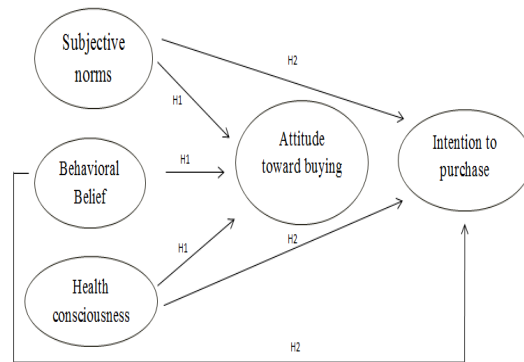 Subjective
norms
H2
H1
Attitude
toward buying
Intention to
purchase
Behavioral
Belief
H1
H1
H2
Health
consciousness
H2